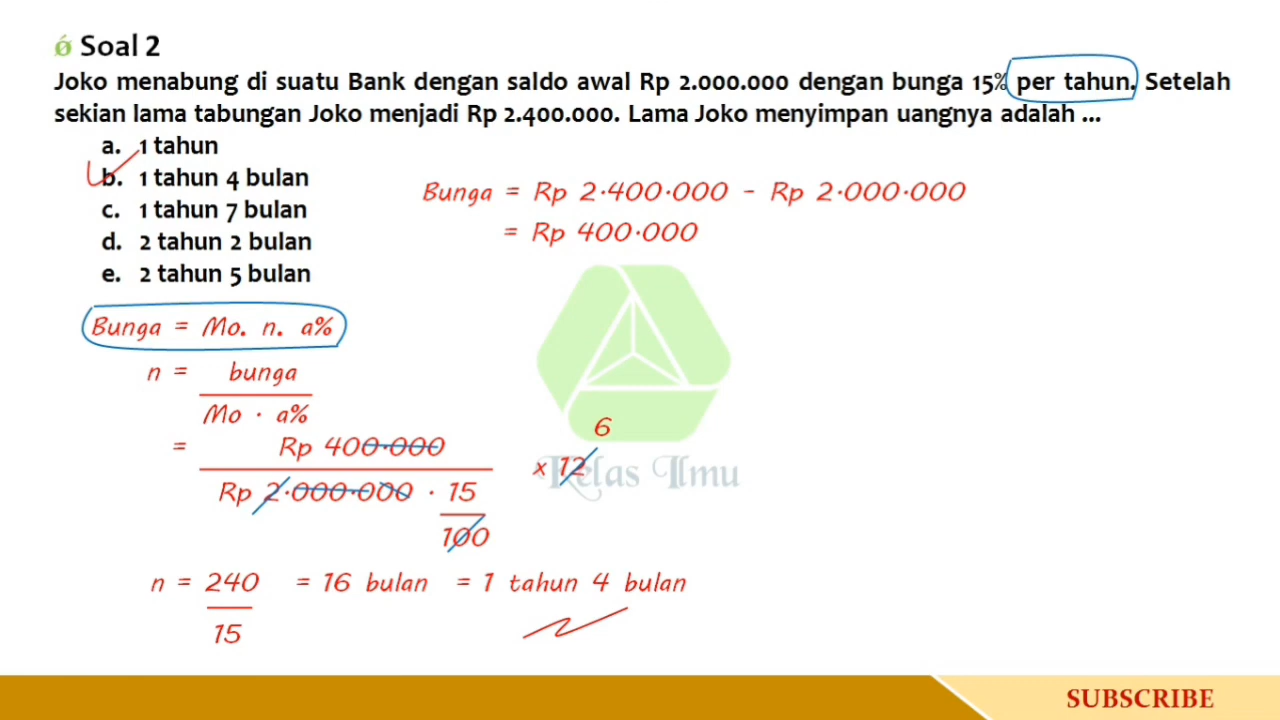 Soal 2
Joko menabung di suatu Bank dengan saldo awal Rp 2.000.000 dengan bunga 15% per tahun. Setelah
sekian lama tabungan Joko menjadi Rp 2.400.000. Lama Joko menyimpan uangnya adalah ...
a. 1 tahun
b. 1 tahun 4 bulan
c. 1 tahun 7 bulan
d. 2 tahun 2 bulan
e. 2 tahun 5 bulan
Bunga = Rp 2.400.000 - Rp 2.000.000
= Rp 400.000
Bunga = Mo. n. a%
n = bunga
Mo . a%
= Rp 400.000
6
x 12
Rp 2.000.000 . 15
100
n = 240 = 16 bulan = 1 tahun 4 bulan
15
Kelas Ilmu
SUBSCRIBE